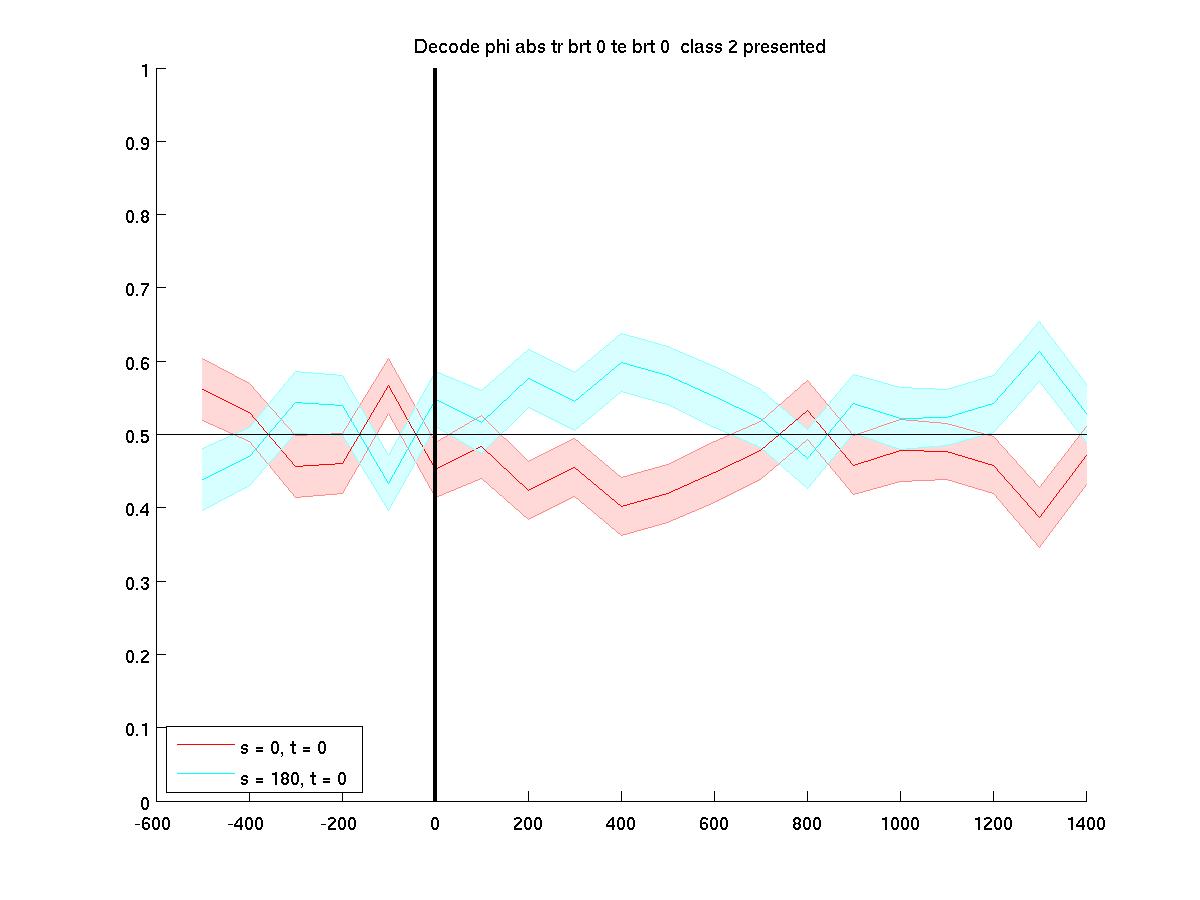 Decode phi abs tr brt 0 te brt 0  class 2 presented
1
0.9
0.8
0.7
0.6
0.5
0.4
0.3
0.2
0.1
0
s = 0, t = 0
s = 180, t = 0
-600 -400 -200 0 200 400 600 800 1000 1200 1400